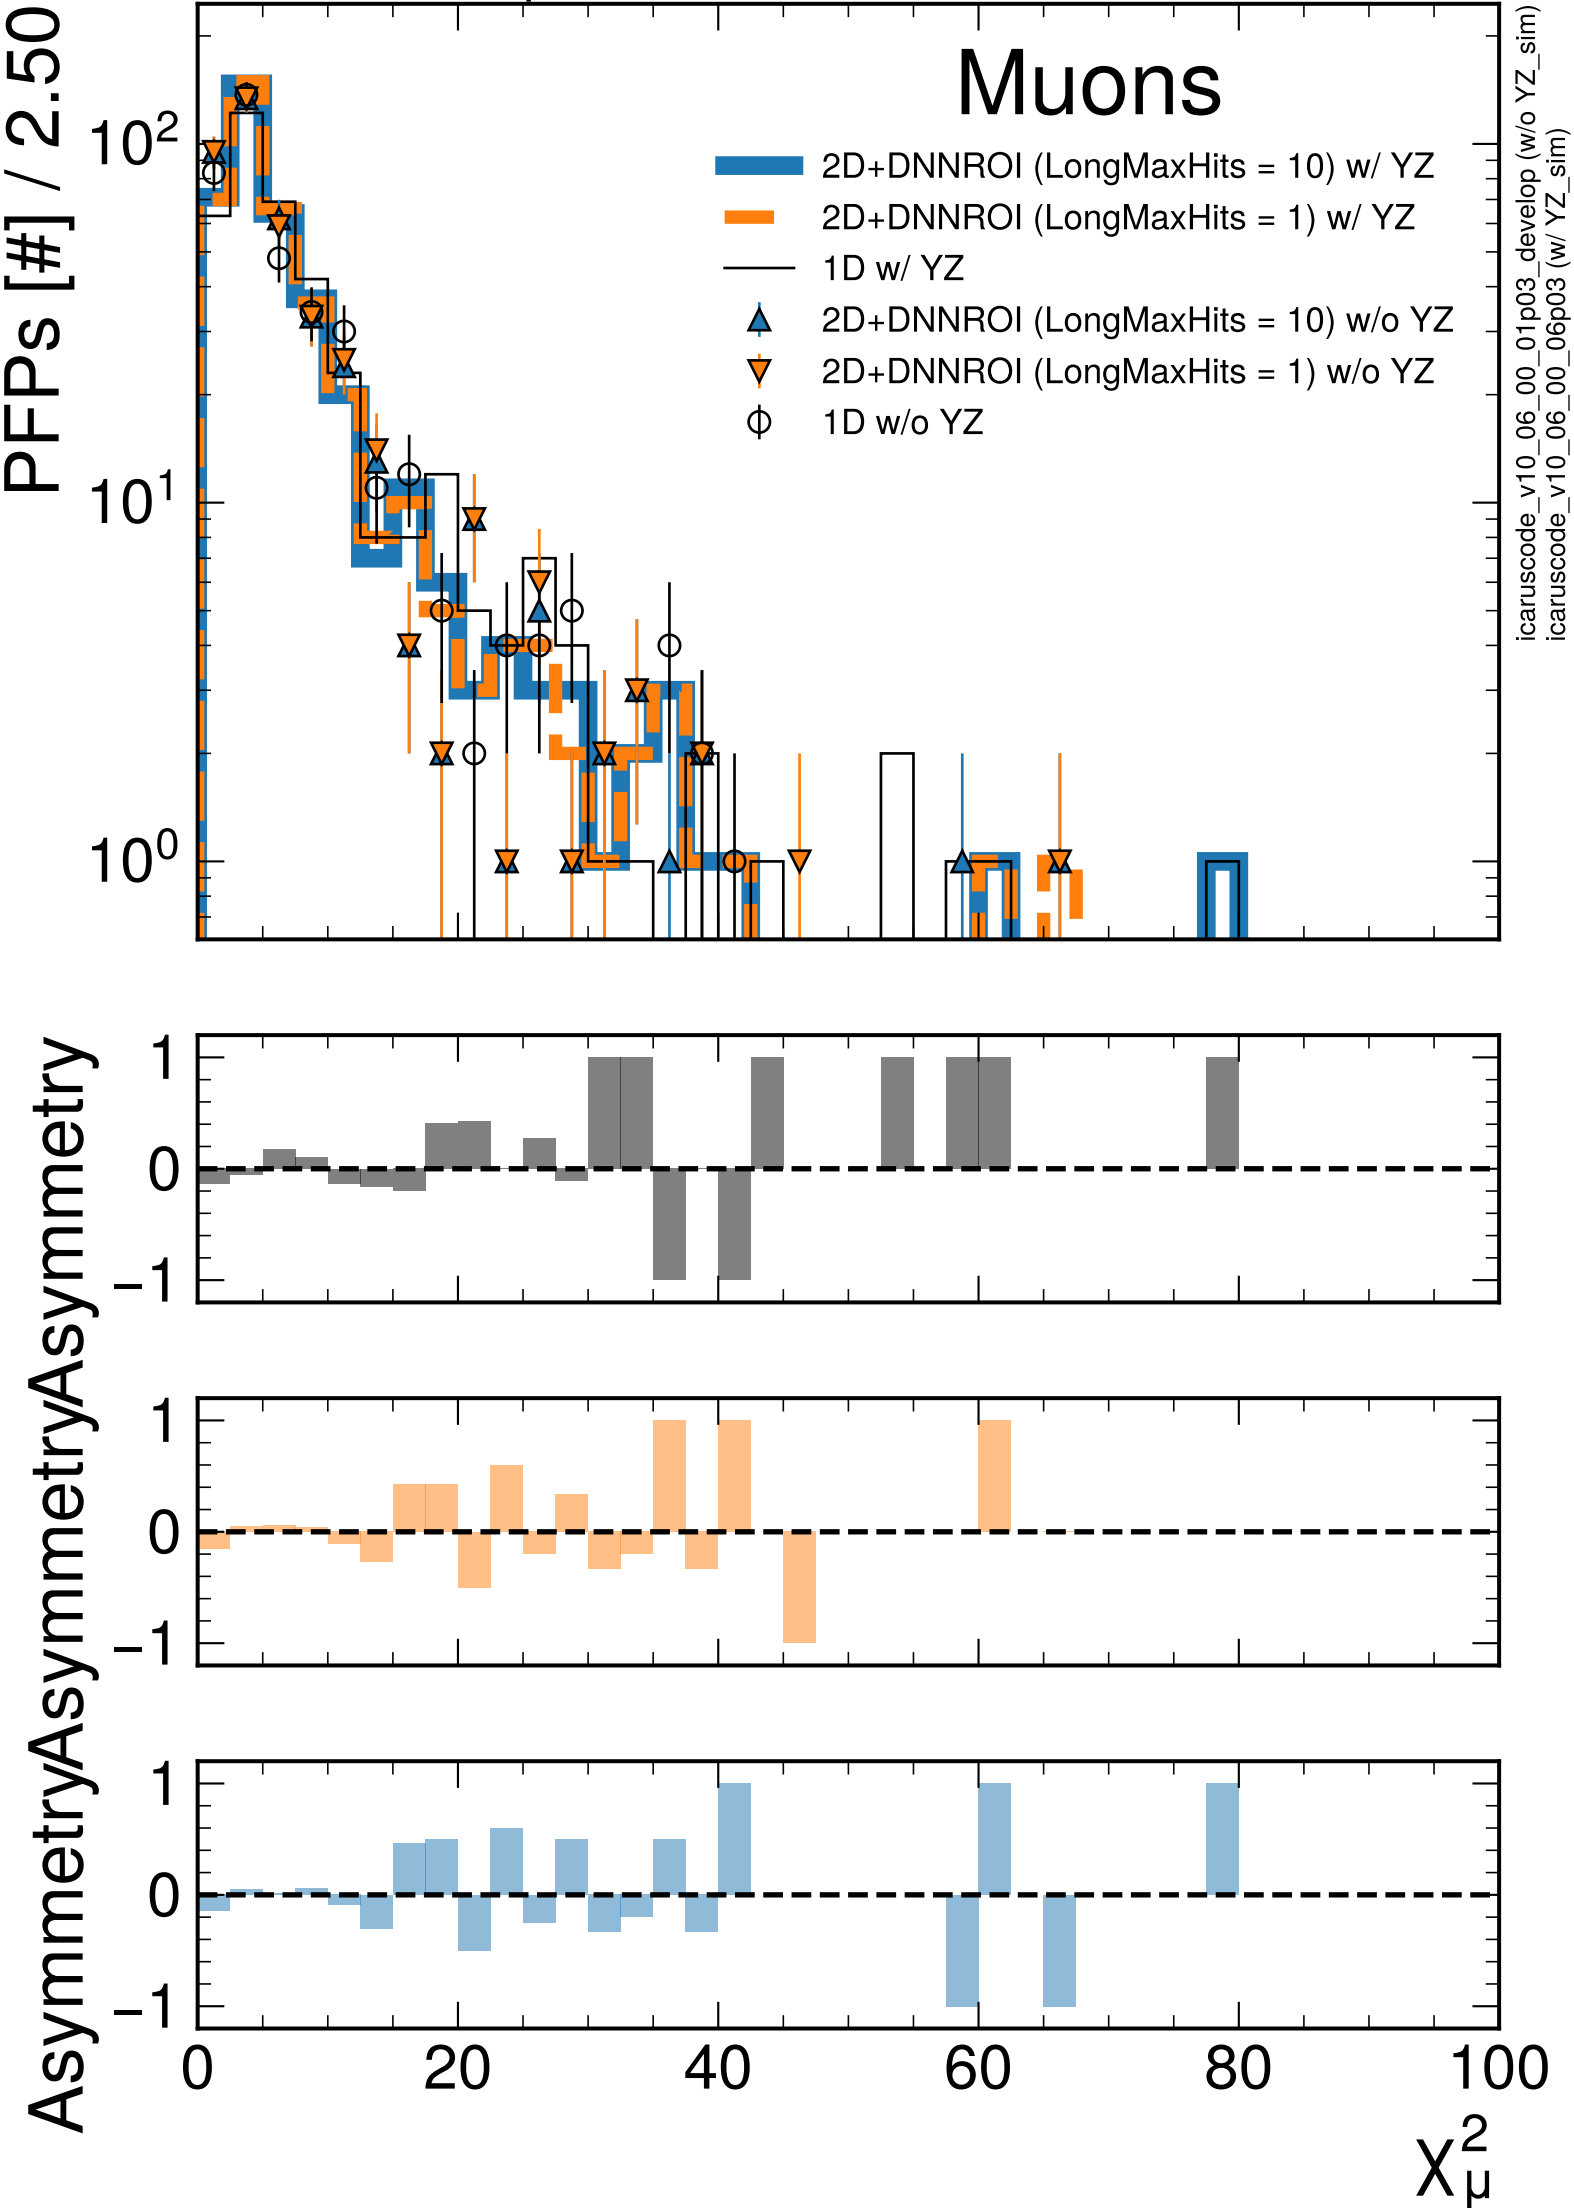 PFPs [#] / 2.50
10²
10¹
10⁰
Muons
2D+DNNROI (LongMaxHits = 10) w/ YZ
2D+DNNROI (LongMaxHits = 1) w/ YZ
1D w/ YZ
2D+DNNROI (LongMaxHits = 10) w/o YZ
2D+DNNROI (LongMaxHits = 1) w/o YZ
1D w/o YZ
icaruscode_v10_06_00_01p03_develop (w/o YZ_sim)
icaruscode_v10_06_00_06p03 (w/ YZ_sim)
Asymmetry
1
0
−1
Asymmetry
1
0
−1
Asymmetry
1
0
−1
0 20 40 60 80 100
χ²μ